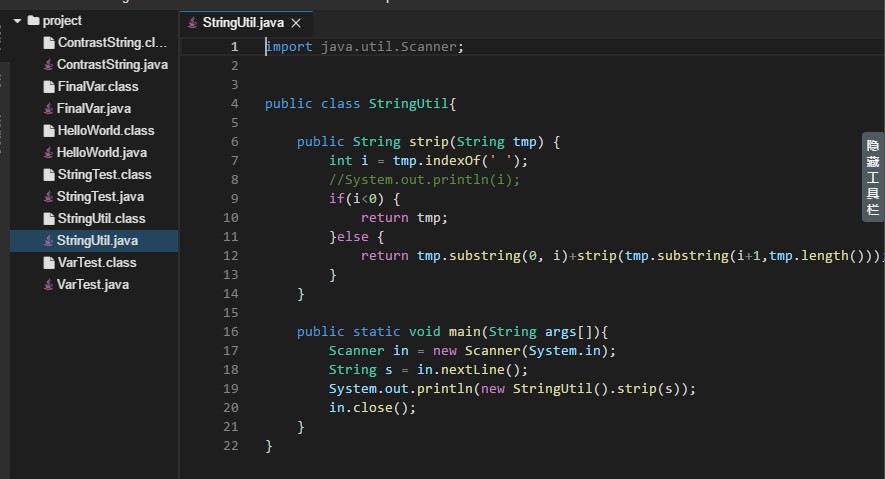 project
ContrastString.cl...
ContrastString.java
FinalVar.class
FinalVar.java
HelloWorld.class
HelloWorld.java
StringTest.class
StringTest.java
StringUtil.class
StringUtil.java
VarTest.class
VarTest.java
StringUtil.java ×
1 import java.util.Scanner;
2
3
4 public class StringUtil{
5
6 public String strip(String tmp) {
7 int i = tmp.indexOf(' ');
8 //System.out.println(i);
9 if(i<0) {
10 return tmp;
11 }else {
12 return tmp.substring(0, i)+strip(tmp.substring(i+1,tmp.length()));
13 }
14 }
15
16 public static void main(String args[]){
17 Scanner in = new Scanner(System.in);
18 String s = in.nextLine();
19 System.out.println(new StringUtil().strip(s));
20 in.close();
21 }
22 }
隐藏工具栏